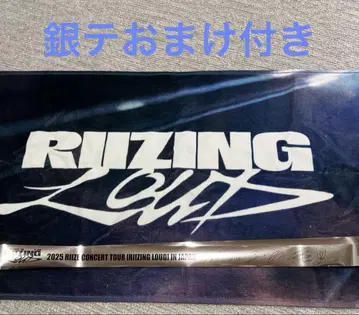 銀テおまけ付き
RIIZING
LOUD
2025 RIIZE CONCERT TOUR [RIIZING LOUD] IN JAPAN